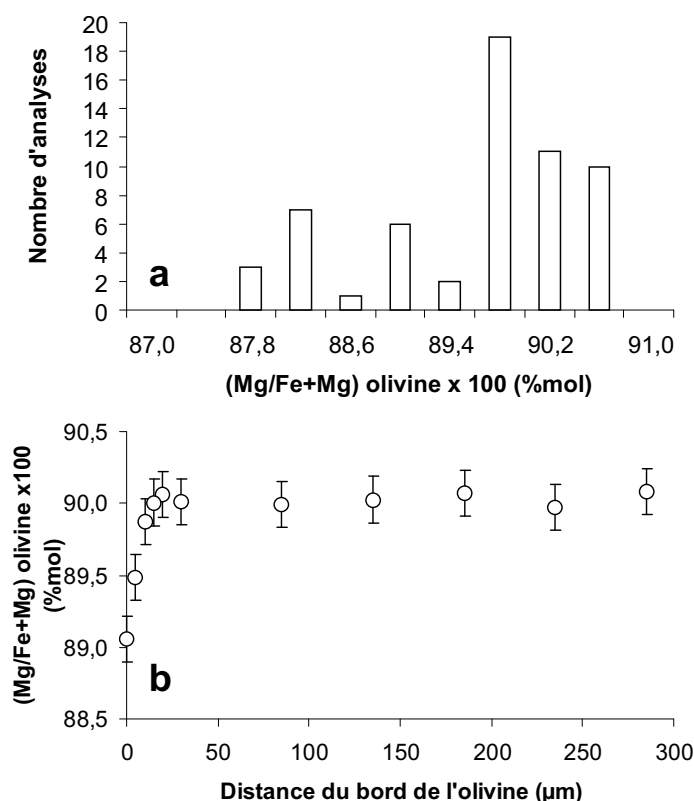 20
18
16
14
12
10
8
6
4
2
0
Nombre d'analyses
a
87,0 87,8 88,6 89,4 90,2 91,0
(Mg/Fe+Mg) olivine x 100 (%mol)
90,5
90,0
89,5
89,0
88,5
(Mg/Fe+Mg) olivine x100
(%mol)
b
0 50 100 150 200 250 300
Distance du bord de l'olivine (µm)